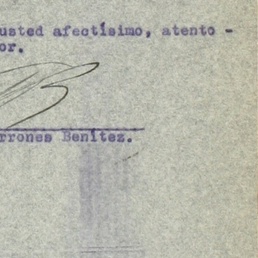 usted afectísimo, atento -
or.
rrones Benítez.